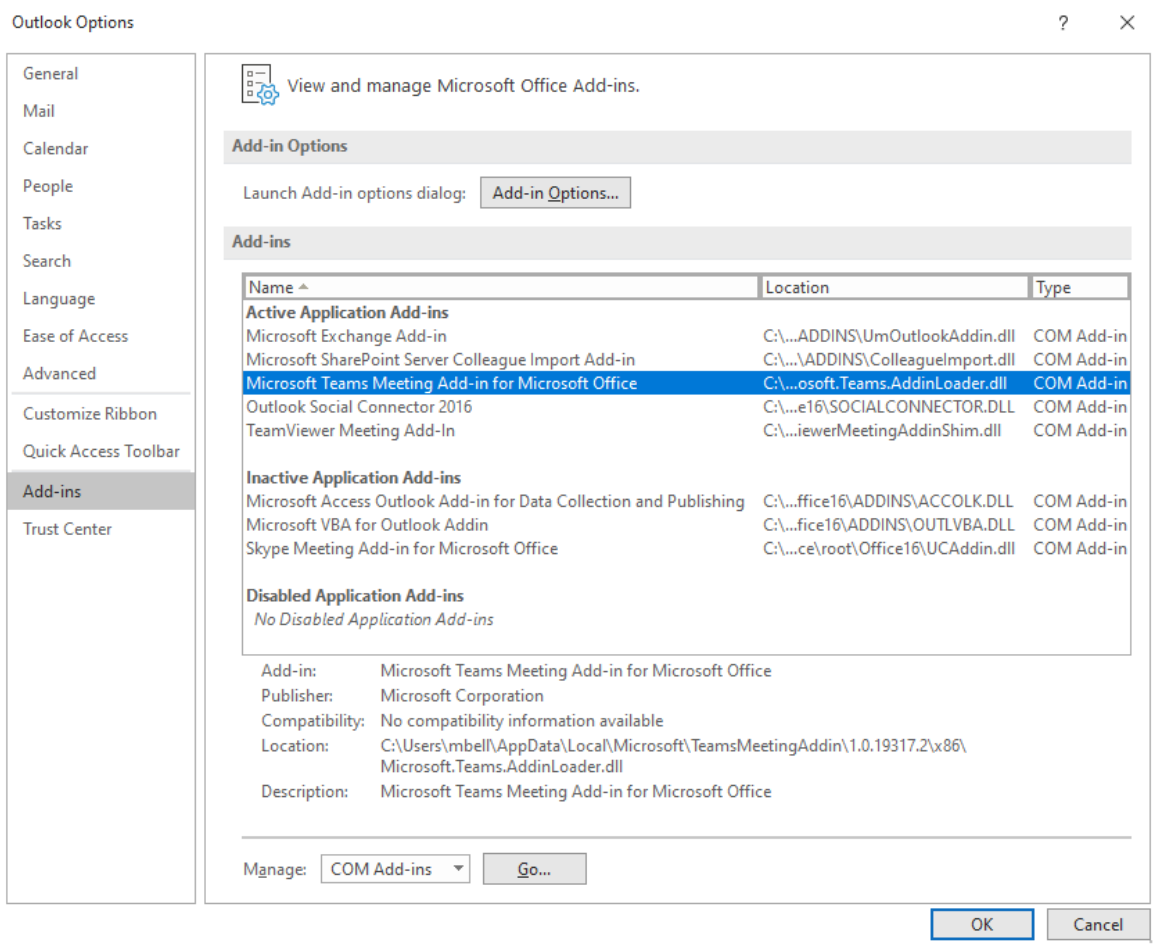 Outlook Options
?
General
Mail
Calendar
People
Tasks
Search
Language
Ease of Access
Advanced
Customize Ribbon
Quick Access Toolbar
Add-ins
Trust Center
View and manage Microsoft Office Add-ins.
Add-in Options
Launch Add-in options dialog: Add-in Options...
Add-ins
Name Location Type
Active Application Add-ins
Microsoft Exchange Add-in C:\...ADDINS\UmOutlookAddin.dll COM Add-in
Microsoft SharePoint Server Colleague Import Add-in C:\...\ADDINS\ColleagueImport.dll COM Add-in
Microsoft Teams Meeting Add-in for Microsoft Office C:\...osoft.Teams.AddinLoader.dll COM Add-in
Outlook Social Connector 2016 C:\...e16\SOCIALCONNECTOR.DLL COM Add-in
TeamViewer Meeting Add-In C:\...iewerMeetingAddinShim.dll COM Add-in
Inactive Application Add-ins
Microsoft Access Outlook Add-in for Data Collection and Publishing C:\...ffice16\ADDINS\ACCOLK.DLL COM Add-in
Microsoft VBA for Outlook Addin C:\...fice16\ADDINS\OUTLVBA.DLL COM Add-in
Skype Meeting Add-in for Microsoft Office C:\...ce\root\Office16\UCAddin.dll COM Add-in
Disabled Application Add-ins
No Disabled Application Add-ins
Add-in: Microsoft Teams Meeting Add-in for Microsoft Office
Publisher: Microsoft Corporation
Compatibility: No compatibility information available
Location: C:\Users\mbell\AppData\Local\Microsoft\TeamsMeetingAddin\1.0.19317.2\x86\
Microsoft.Teams.AddinLoader.dll
Description: Microsoft Teams Meeting Add-in for Microsoft Office
Manage: COM Add-ins Go...
OK Cancel